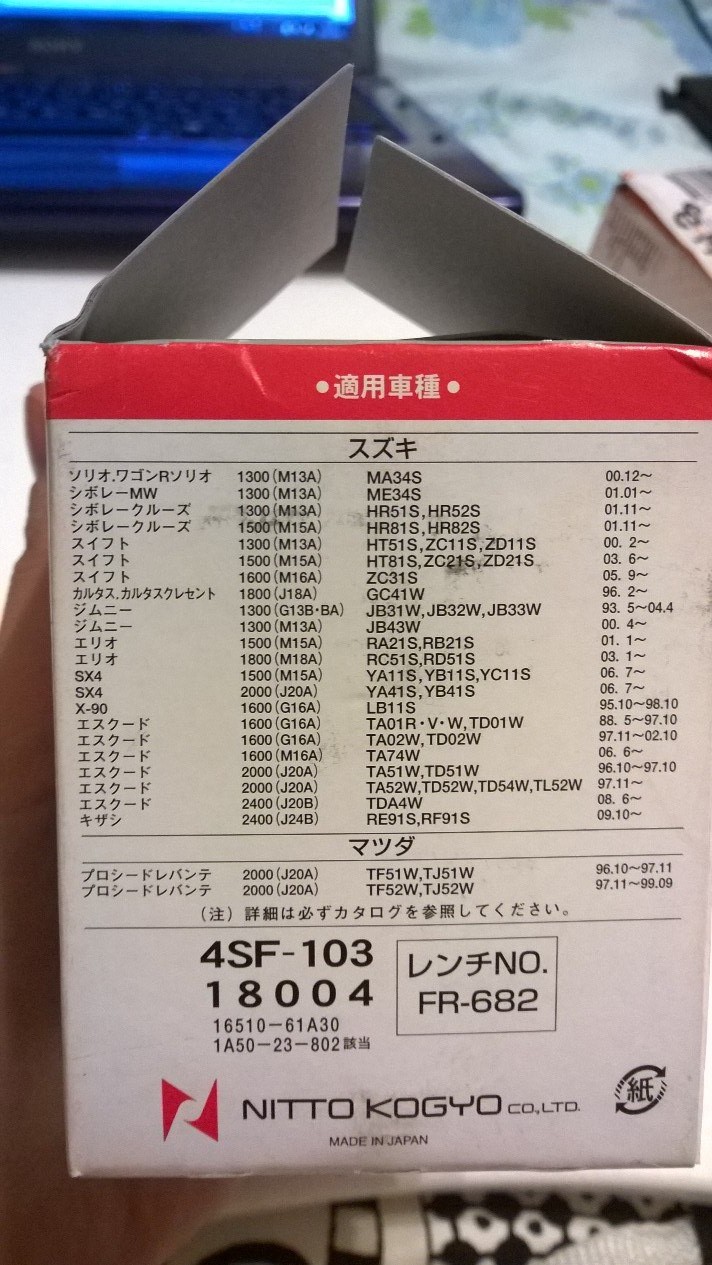 ●適用車種●
スズキ
ソリオ.ワゴンRソリオ 1300(M13A) MA34S 00.12〜
シボレーMW 1300(M13A) ME34S 01.01〜
シボレークルーズ 1300(M13A) HR51S,HR52S 01.11〜
シボレークルーズ 1500(M15A) HR81S,HR82S 01.11〜
スイフト 1300(M13A) HT51S,ZC11S,ZD11S 00. 2〜
スイフト 1500(M15A) HT81S,ZC21S,ZD21S 03. 6〜
スイフト 1600(M16A) ZC31S 05. 9〜
カルタス.カルタスクレセント 1800(J18A) GC41W 96. 2〜
ジムニー 1300(G13B・BA) JB31W,JB32W,JB33W 93. 5〜04.4
ジムニー 1300(M13A) JB43W 00. 4〜
エリオ 1500(M15A) RA21S,RB21S 01. 1〜
エリオ 1800(M18A) RC51S,RD51S 03. 1〜
SX4 1500(M15A) YA11S,YB11S,YC11S 06. 7〜
SX4 2000(J20A) YA41S,YB41S 06. 7〜
X-90 1600(G16A) LB11S 95.10〜98.10
エスクード 1600(G16A) TA01R・V・W,TD01W 88. 5〜97.10
エスクード 1600(G16A) TA02W,TD02W 97.11〜02.10
エスクード 1600(M16A) TA74W 06. 6〜
エスクード 2000(J20A) TA51W,TD51W 96.10〜97.10
エスクード 2000(J20A) TA52W,TD52W,TD54W,TL52W 97.11〜
エスクード 2400(J20B) TDA4W 08. 6〜
キザシ 2400(J24B) RE91S,RF91S 09.10〜
マツダ
プロシードレバンテ 2000(J20A) TF51W,TJ51W 96.10〜97.11
プロシードレバンテ 2000(J20A) TF52W,TJ52W 97.11〜99.09
(注)詳細は必ずカタログを参照してください。
4SF-103
18004
16510-61A30
1A50-23-802該当
レンチNO.
FR-682
NITTO KOGYO CO.,LTD.
MADE IN JAPAN
紙